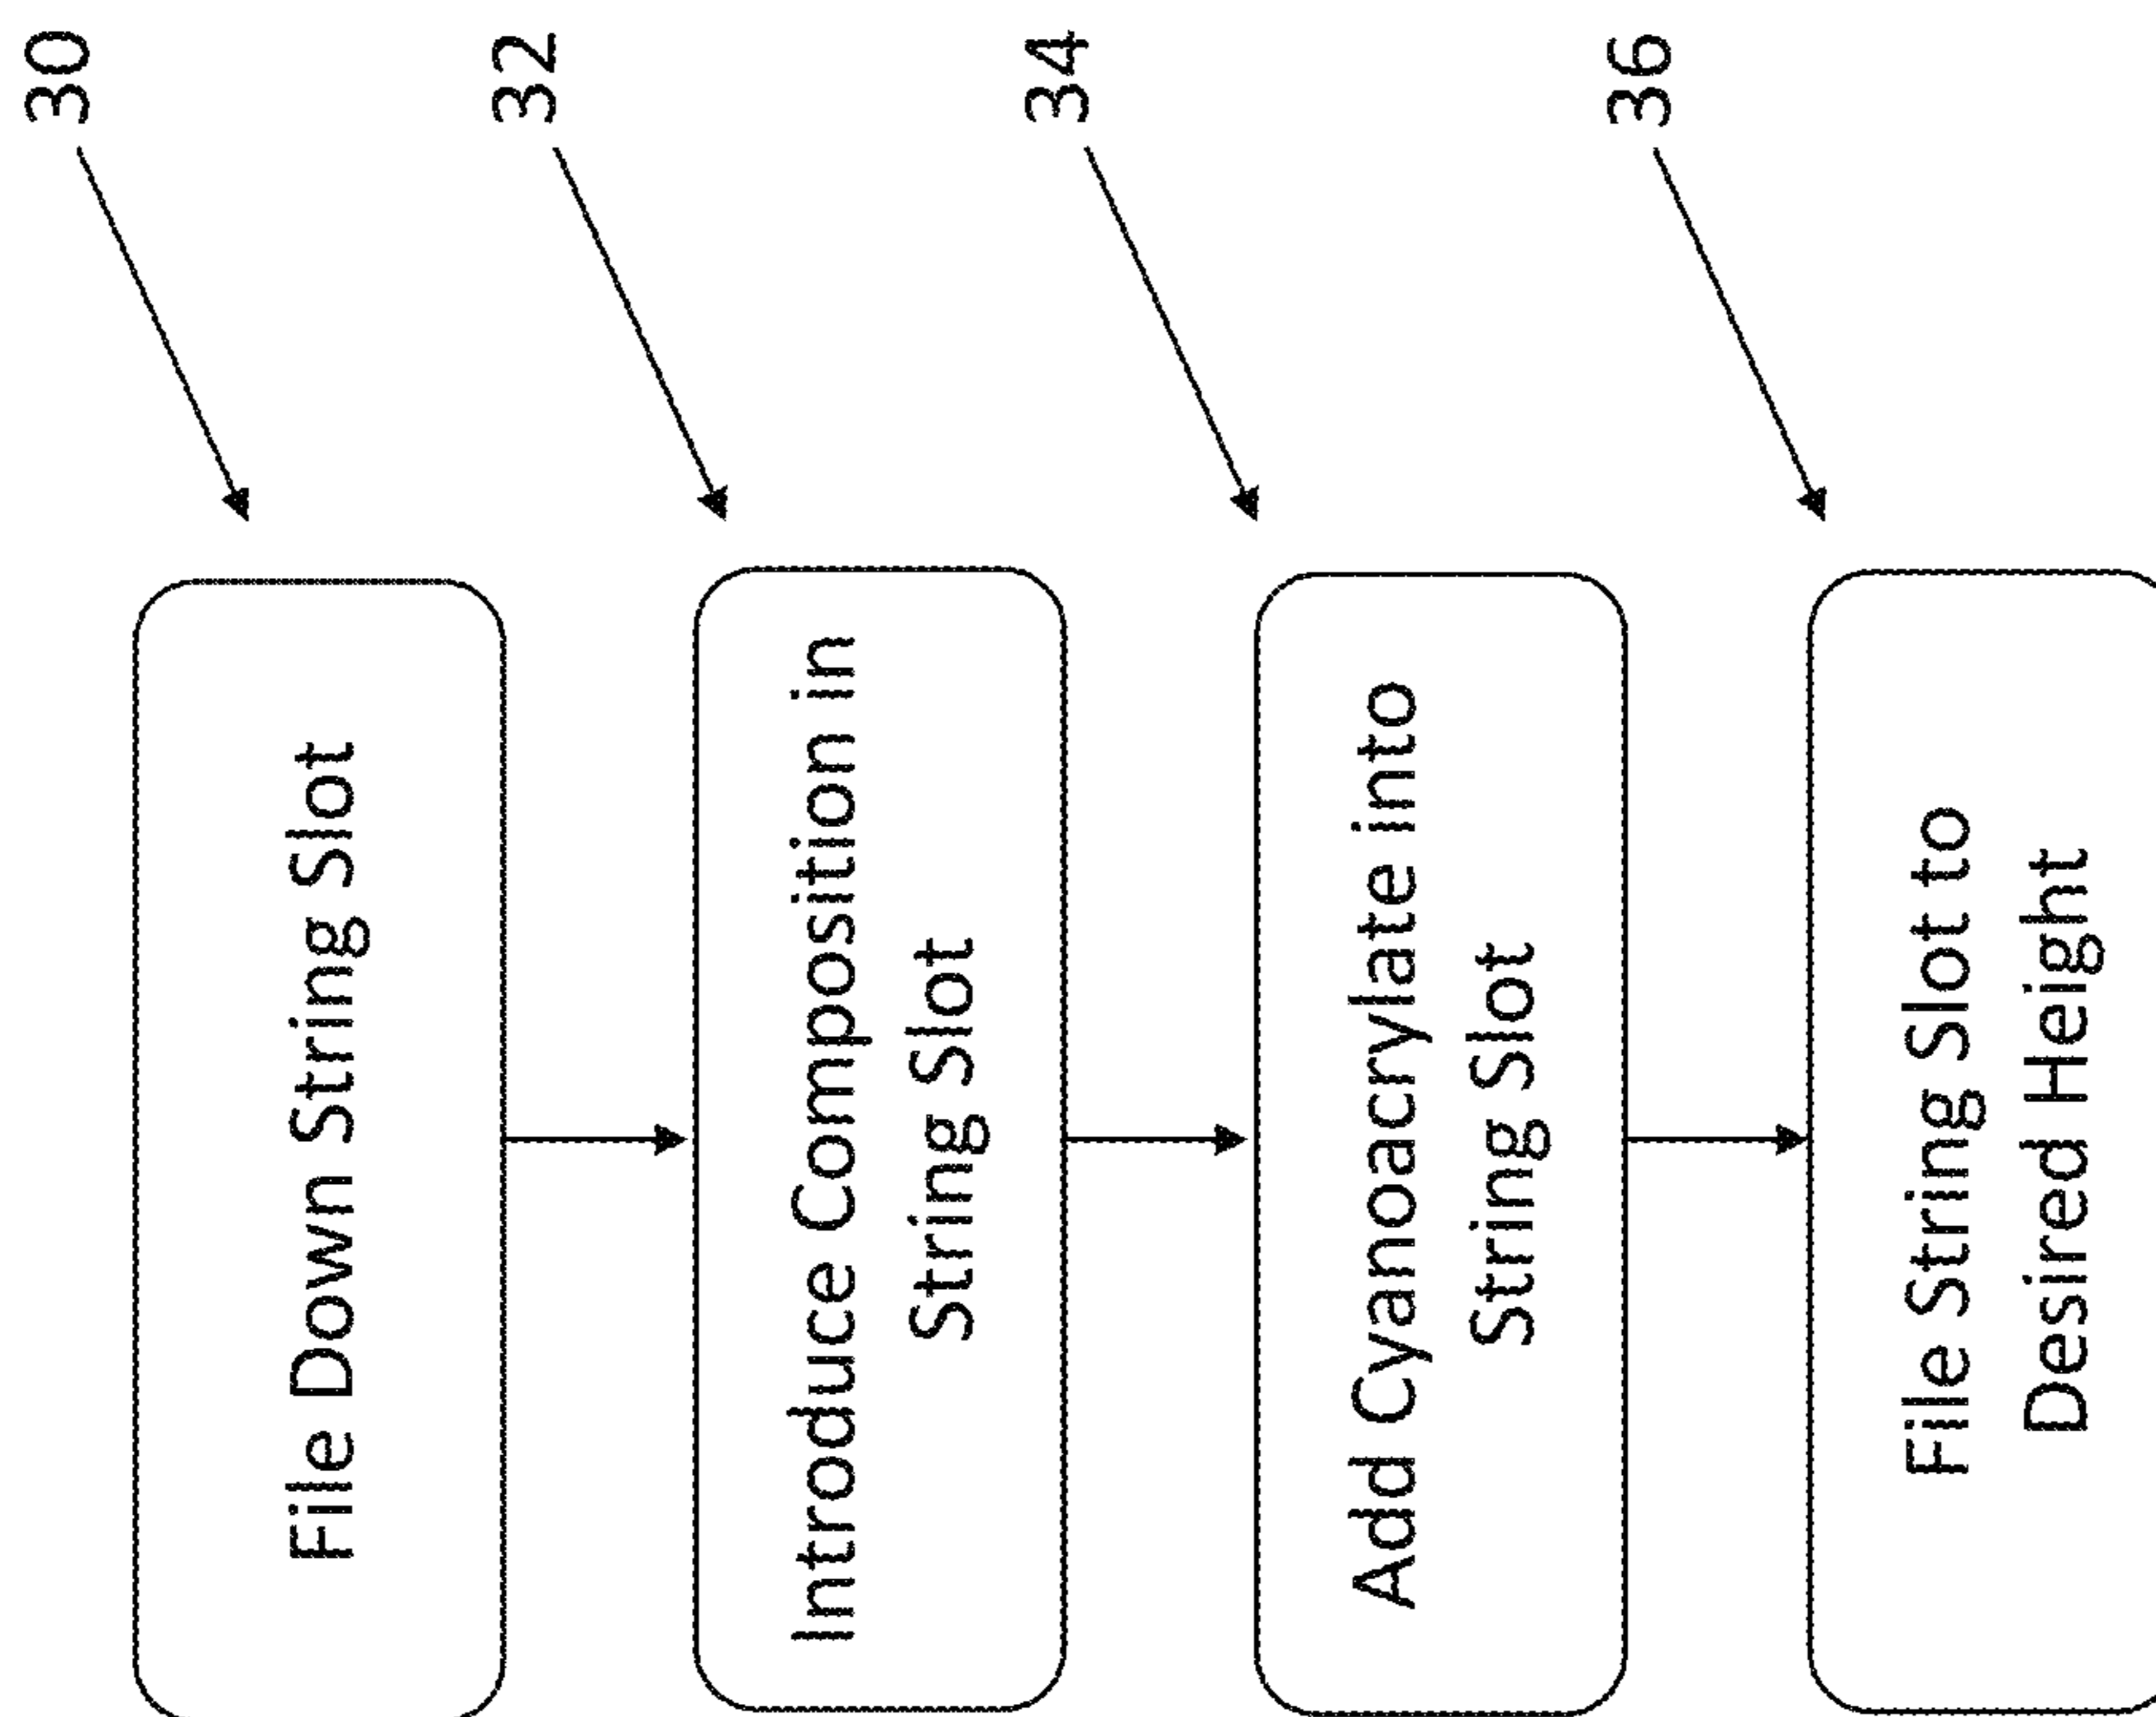 30
File Down String Slot
32
Introduce Composition in
String Slot
34
Add Cyanoacrylate into
String Slot
36
File String Slot to
Desired Height